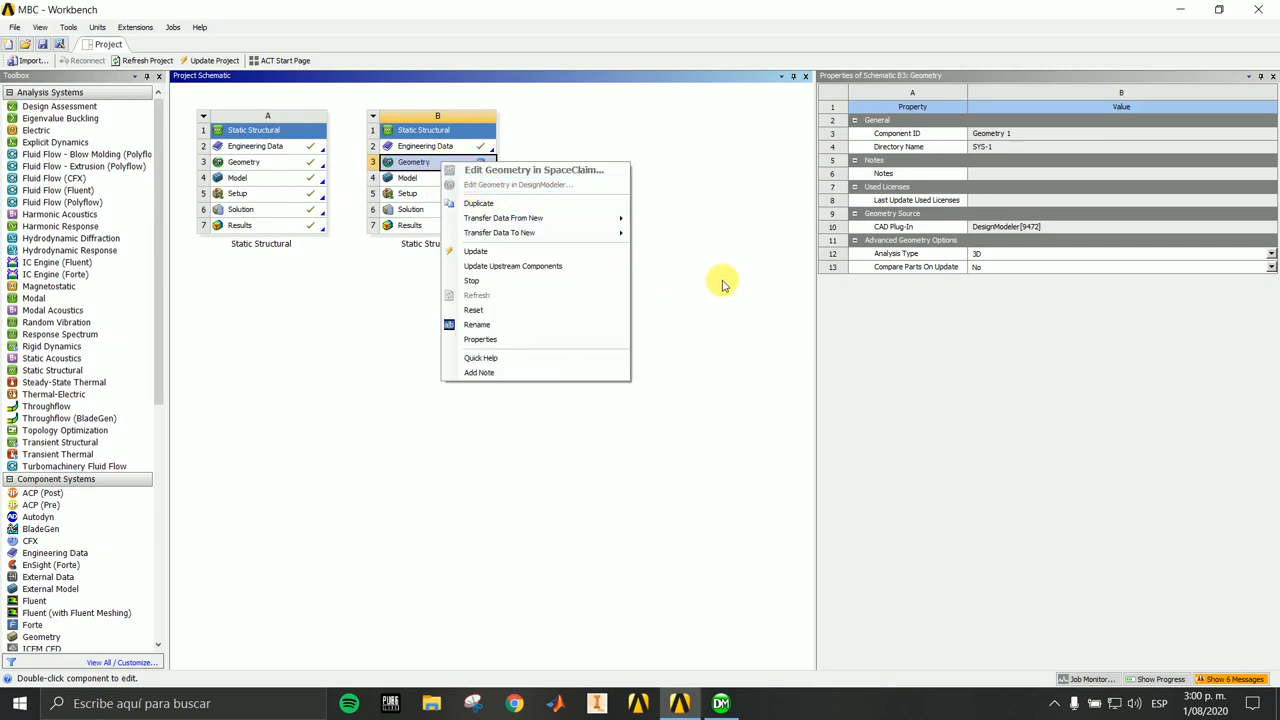 MBC - Workbench
File View Tools Units Extensions Jobs Help
Project
Import... Reconnect Refresh Project Update Project ACT Start Page
Toolbox
Analysis Systems
Design Assessment
Eigenvalue Buckling
Electric
Explicit Dynamics
Fluid Flow - Blow Molding (Polyflo
Fluid Flow - Extrusion (Polyflow)
Fluid Flow (CFX)
Fluid Flow (Fluent)
Fluid Flow (Polyflow)
Harmonic Acoustics
Harmonic Response
Hydrodynamic Diffraction
Hydrodynamic Response
IC Engine (Fluent)
IC Engine (Forte)
Magnetostatic
Modal
Modal Acoustics
Random Vibration
Response Spectrum
Rigid Dynamics
Static Acoustics
Static Structural
Steady-State Thermal
Thermal-Electric
Throughflow
Throughflow (BladeGen)
Topology Optimization
Transient Structural
Transient Thermal
Turbomachinery Fluid Flow
Component Systems
ACP (Post)
ACP (Pre)
Autodyn
BladeGen
CFX
Engineering Data
EnSight (Forte)
External Data
External Model
Fluent
Fluent (with Fluent Meshing)
Forte
Geometry
ICEM CFD
View All / Customize...
Project Schematic
A
1 Static Structural
2 Engineering Data
3 Geometry
4 Model
5 Setup
6 Solution
7 Results
Static Structural
B
1 Static Structural
2 Engineering Data
3 Geometry
4 Model
5 Setup
6 Solution
7 Results
Static Stru
Edit Geometry in SpaceClaim...
Edit Geometry in DesignModeler...
Duplicate
Transfer Data From New
Transfer Data To New
Update
Update Upstream Components
Stop
Refresh
Reset
Rename
Properties
Quick Help
Add Note
Properties of Schematic B3: Geometry
A B
1 Property Value
2 General
3 Component ID Geometry 1
4 Directory Name SYS-1
5 Notes
6 Notes
7 Used Licenses
8 Last Update Used Licenses
9 Geometry Source
10 CAD Plug-In DesignModeler[9472]
11 Advanced Geometry Options
12 Analysis Type 3D
13 Compare Parts On Update No
Double-click component to edit.
Job Monitor... Show Progress Show 6 Messages
Escribe aquí para buscar
PUBG
DM
ESP
3:00 p. m.
1/08/2020